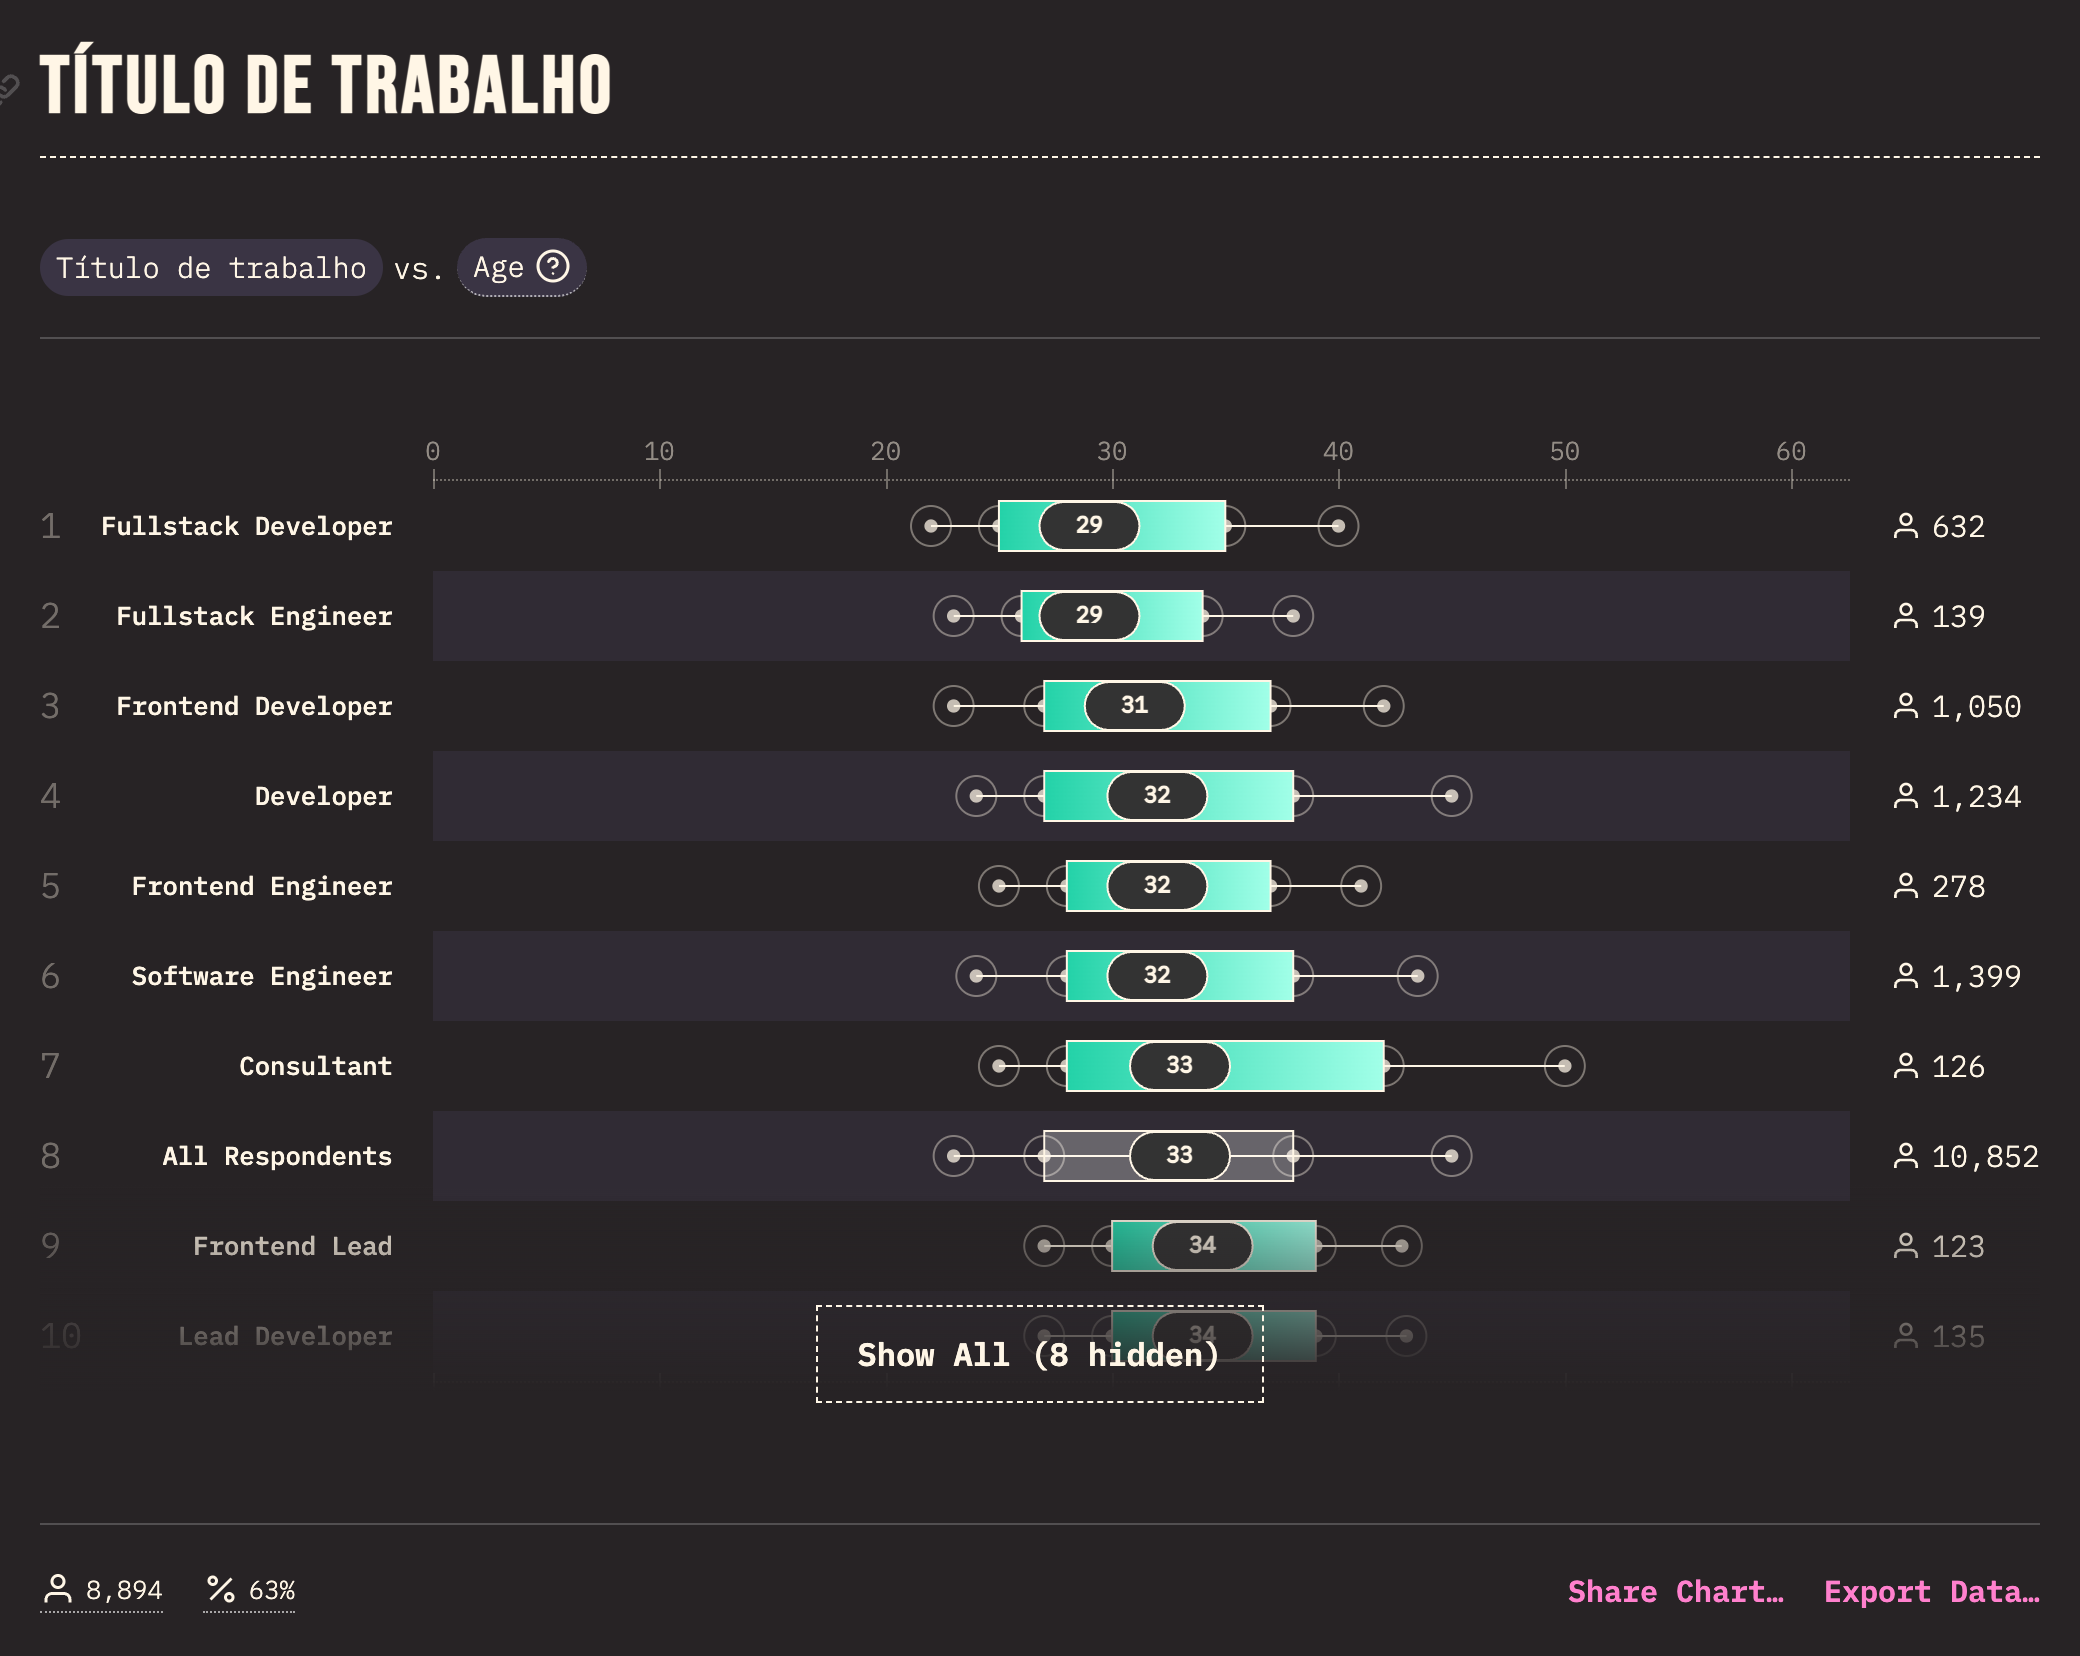 TÍTULO DE TRABALHO
Título de trabalho vs. Age
0 10 20 30 40 50 60
1 Fullstack Developer 29 632
2 Fullstack Engineer 29 139
3 Frontend Developer 31 1,050
4 Developer 32 1,234
5 Frontend Engineer 32 278
6 Software Engineer 32 1,399
7 Consultant 33 126
8 All Respondents 33 10,852
9 Frontend Lead 34 123
10 Lead Developer 34 135
Show All (8 hidden)
8,894 % 63% Share Chart… Export Data…